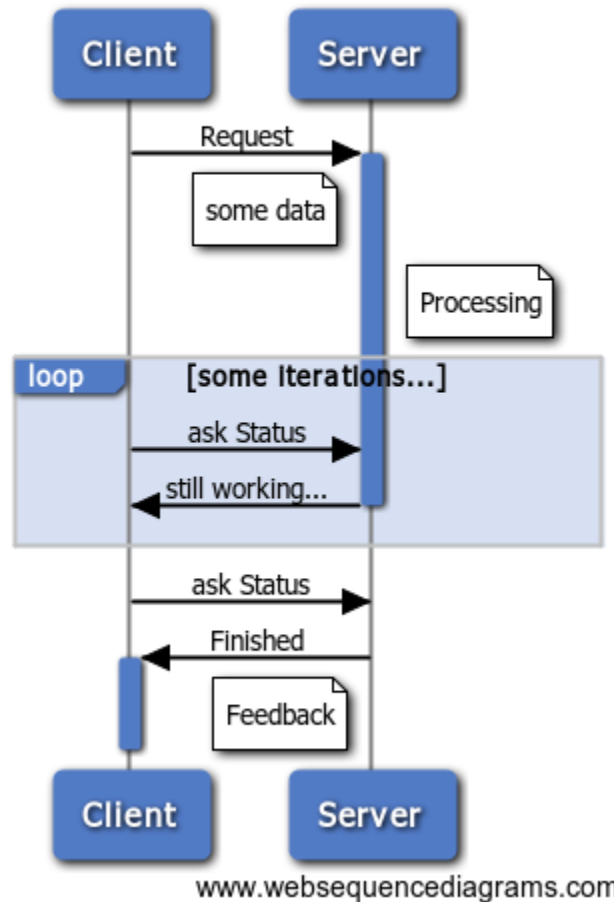 Client Server
Request
some data
Processing
loop [some iterations...]
ask Status
still working...
ask Status
Finished
Feedback
Client Server
www.websequencediagrams.com